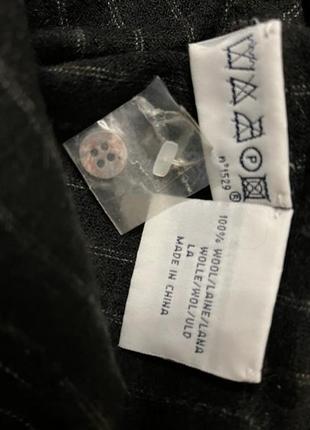 P
n°1529 ®
100% WOOL/LAINE/LANA
WOLLE/WOL/ULD
LA
MADE IN CHINA